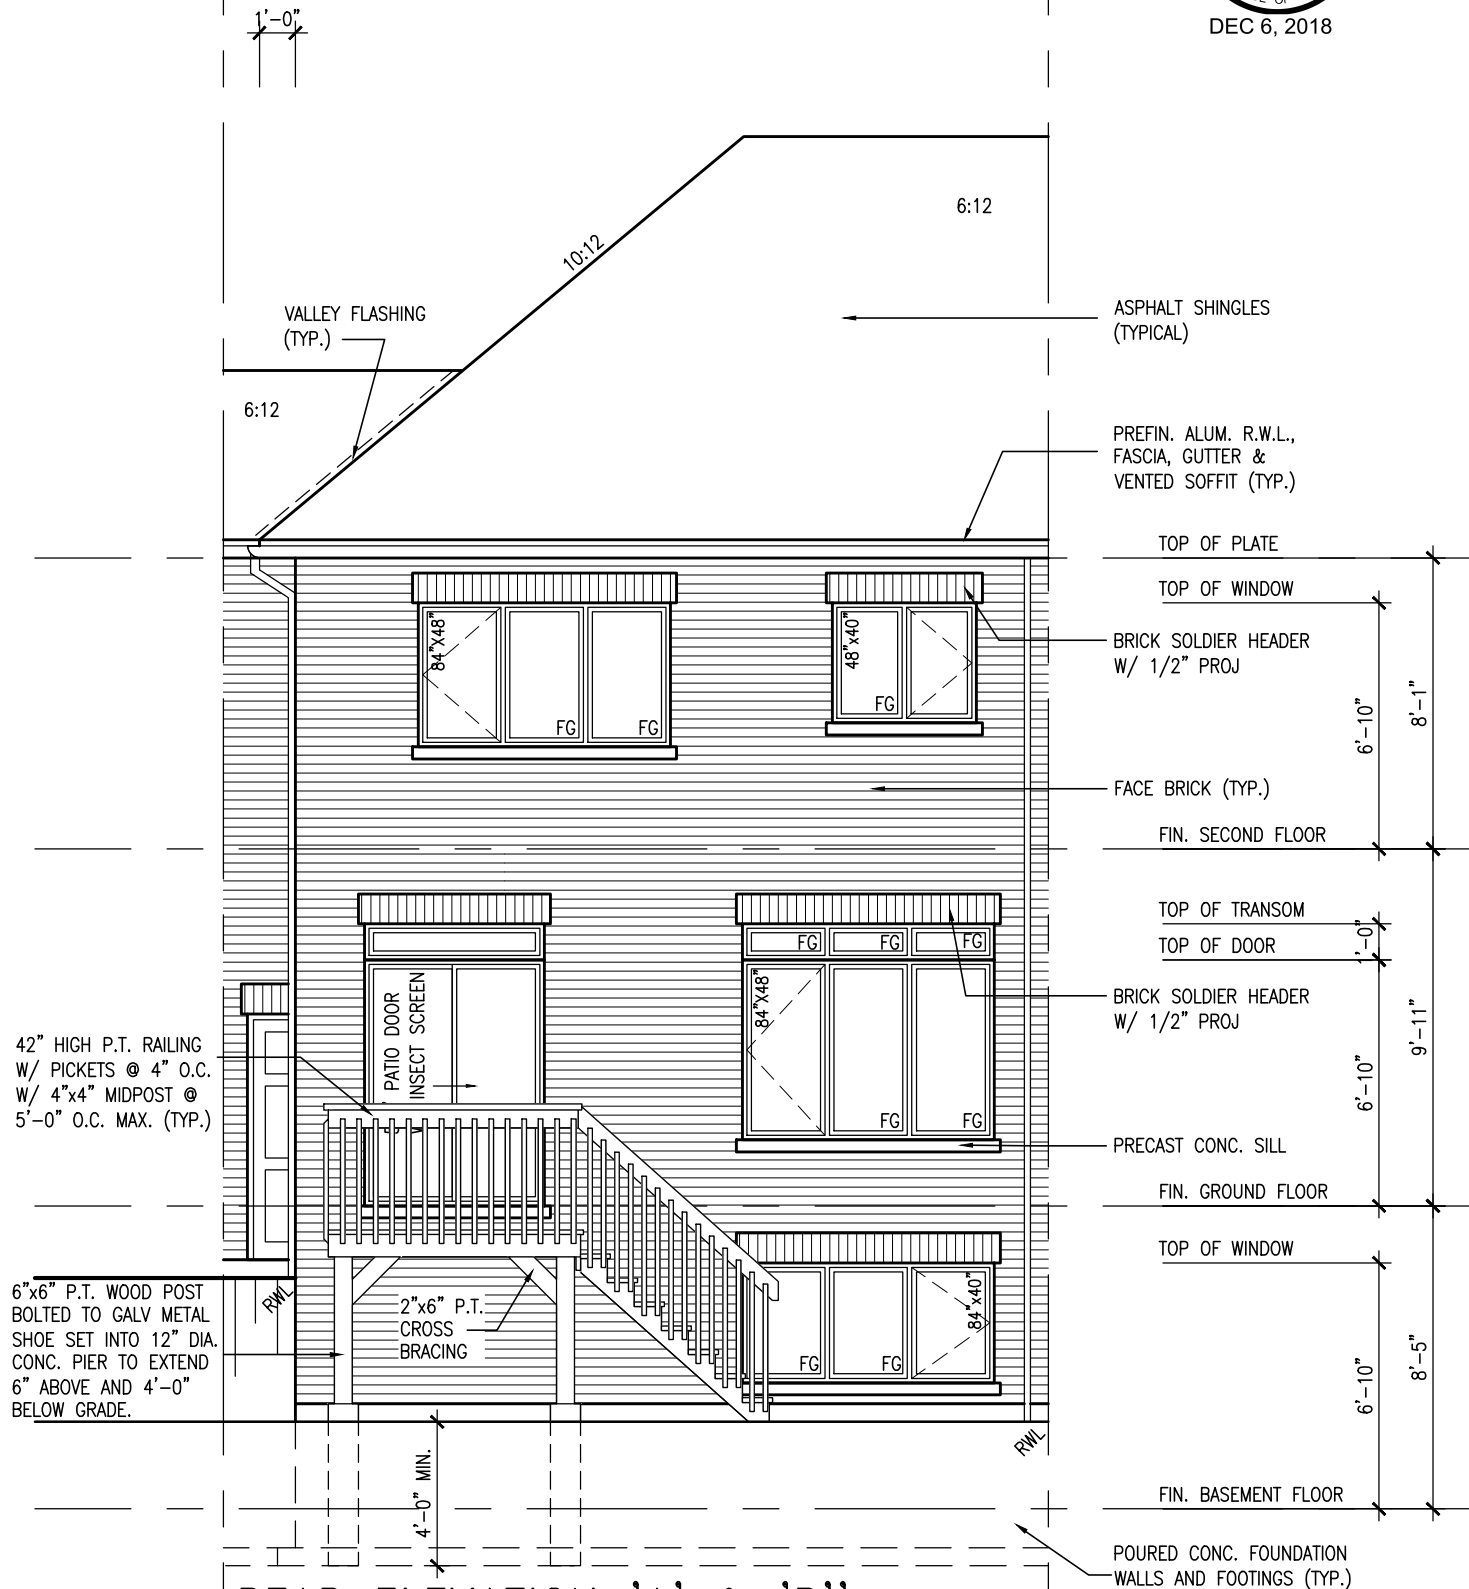 1'-0"
DEC 6, 2018
6:12
10:12
VALLEY FLASHING
(TYP.)
ASPHALT SHINGLES
(TYPICAL)
6:12
PREFIN. ALUM. R.W.L.,
FASCIA, GUTTER &
VENTED SOFFIT (TYP.)
TOP OF PLATE
TOP OF WINDOW
84"X48"
FG
FG
48"x40"
FG
BRICK SOLDIER HEADER
W/ 1/2" PROJ
6'-10"
8'-1"
FACE BRICK (TYP.)
FIN. SECOND FLOOR
TOP OF TRANSOM
TOP OF DOOR
FG
FG
FG
PATIO DOOR
INSECT SCREEN
84"X48"
FG
FG
BRICK SOLDIER HEADER
W/ 1/2" PROJ
6'-10"
9'-11"
42" HIGH P.T. RAILING
W/ PICKETS @ 4" O.C.
W/ 4"x4" MIDPOST @
5'-0" O.C. MAX. (TYP.)
PRECAST CONC. SILL
FIN. GROUND FLOOR
TOP OF WINDOW
6"x6" P.T. WOOD POST
BOLTED TO GALV METAL
SHOE SET INTO 12" DIA.
CONC. PIER TO EXTEND
6" ABOVE AND 4'-0"
BELOW GRADE.
RWL
2"x6" P.T.
CROSS
BRACING
84"x40"
FG
FG
6'-10"
8'-5"
RWL
4'-0" MIN.
FIN. BASEMENT FLOOR
POURED CONC. FOUNDATION
WALLS AND FOOTINGS (TYP.)